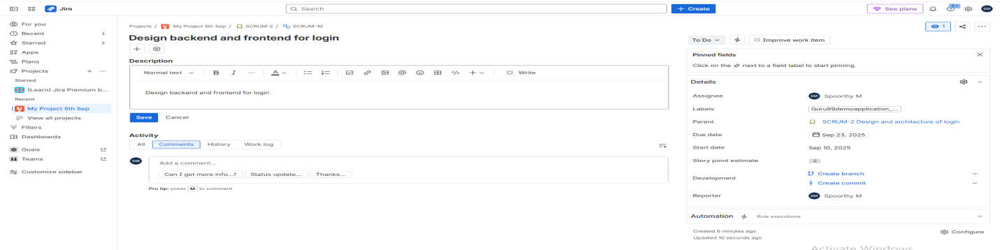 Jira
Search
+ Create
See plans
3+
SM
For you
Recent
Starred
Apps
Plans
Projects
Starred
(Learn) Jira Premium b...
Recent
My Project 5th Sep
View all projects
Filters
Dashboards
Goals
Teams
Customize sidebar
Projects / My Project 5th Sep / SCRUM-2 / SCRUM-10
Design backend and frontend for login
Description
Normal text B I ... A Write
Design backend and frontend for login
Save Cancel
Activity
All Comments History Work log
SM
Add a comment...
Can I get more info...? Status update... Thanks...
Pro tip: press M to comment
1
To Do Improve work item
Pinned fields
Click on the next to a field label to start pinning.
Details
Assignee SM Spoorthy M
Labels Guru99demoapplication_...
Parent SCRUM-2 Design and architecture of login
Due date Sep 23, 2025
Start date Sep 10, 2025
Story point estimate 2
Development Create branch
Create commit
Reporter SM Spoorthy M
Automation Rule executions
Created 6 minutes ago
Updated 10 seconds ago
Configure
Activate Windows